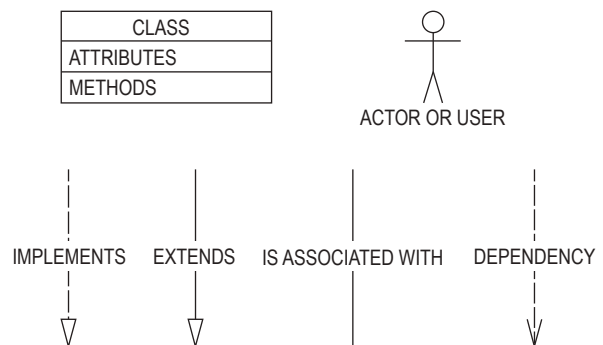 CLASS
ATTRIBUTES
METHODS
ACTOR OR USER
IMPLEMENTS
EXTENDS
IS ASSOCIATED WITH
DEPENDENCY